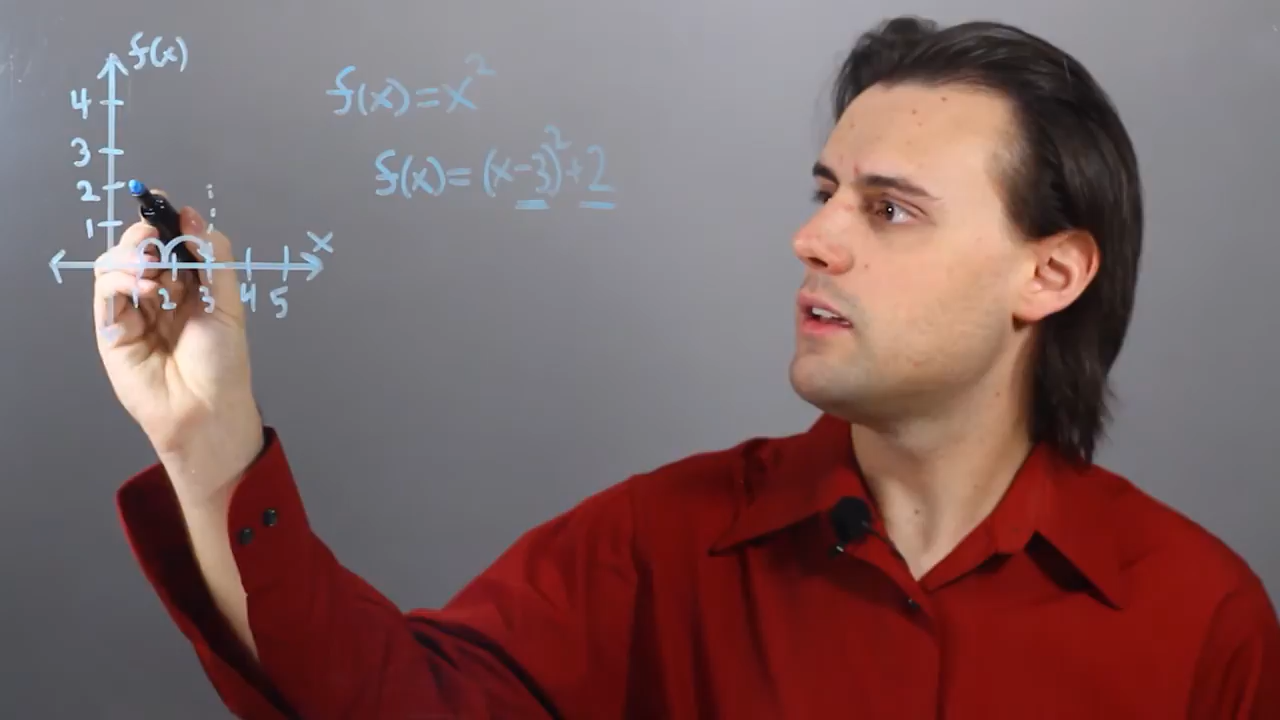 f(x)
4
3
2
1
1 2 3 4 5
x
f(x)=x²
f(x)=(x-3)²+2